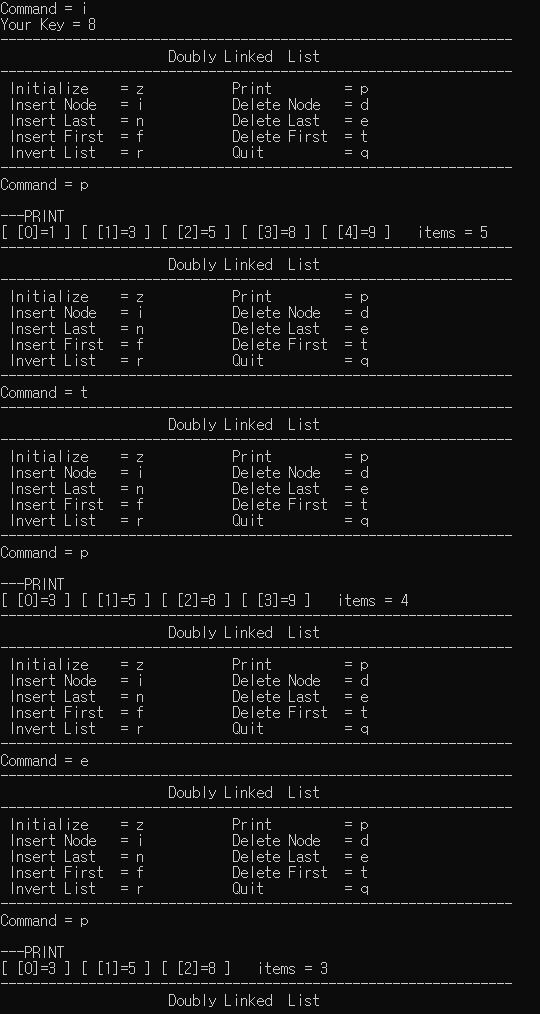 Command = i
Your Key = 8
----------------------------------------------------------------
                     Doubly Linked  List
----------------------------------------------------------------
 Initialize    = z           Print         = p
 Insert Node   = i           Delete Node   = d
 Insert Last   = n           Delete Last   = e
 Insert First  = f           Delete First  = t
 Invert List   = r           Quit          = q
----------------------------------------------------------------
Command = p

---PRINT
[ [0]=1 ] [ [1]=3 ] [ [2]=5 ] [ [3]=8 ] [ [4]=9 ]   items = 5
----------------------------------------------------------------
                     Doubly Linked  List
----------------------------------------------------------------
 Initialize    = z           Print         = p
 Insert Node   = i           Delete Node   = d
 Insert Last   = n           Delete Last   = e
 Insert First  = f           Delete First  = t
 Invert List   = r           Quit          = q
----------------------------------------------------------------
Command = t
----------------------------------------------------------------
                     Doubly Linked  List
----------------------------------------------------------------
 Initialize    = z           Print         = p
 Insert Node   = i           Delete Node   = d
 Insert Last   = n           Delete Last   = e
 Insert First  = f           Delete First  = t
 Invert List   = r           Quit          = q
----------------------------------------------------------------
Command = p

---PRINT
[ [0]=3 ] [ [1]=5 ] [ [2]=8 ] [ [3]=9 ]   items = 4
----------------------------------------------------------------
                     Doubly Linked  List
----------------------------------------------------------------
 Initialize    = z           Print         = p
 Insert Node   = i           Delete Node   = d
 Insert Last   = n           Delete Last   = e
 Insert First  = f           Delete First  = t
 Invert List   = r           Quit          = q
----------------------------------------------------------------
Command = e
----------------------------------------------------------------
                     Doubly Linked  List
----------------------------------------------------------------
 Initialize    = z           Print         = p
 Insert Node   = i           Delete Node   = d
 Insert Last   = n           Delete Last   = e
 Insert First  = f           Delete First  = t
 Invert List   = r           Quit          = q
----------------------------------------------------------------
Command = p

---PRINT
[ [0]=3 ] [ [1]=5 ] [ [2]=8 ]   items = 3
----------------------------------------------------------------
                     Doubly Linked  List